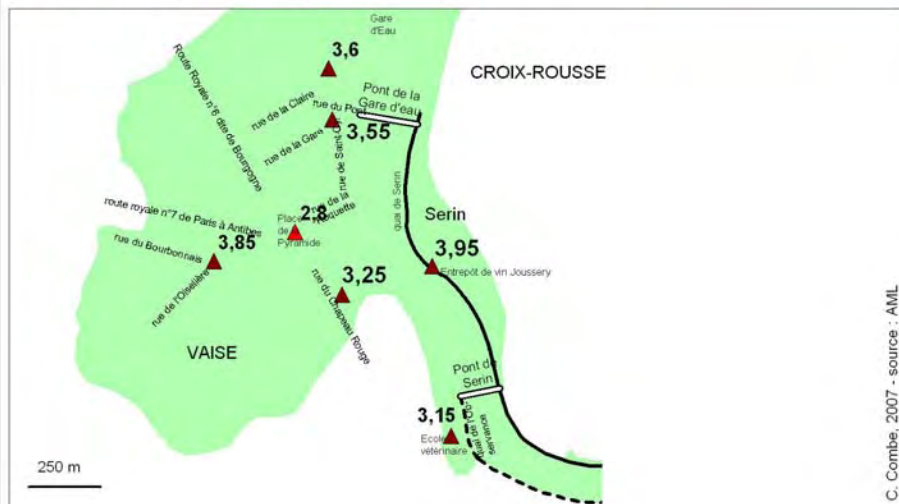 Gare
d'Eau
3,6
CROIX-ROUSSE
Pont de la
Gare d'eau
Route Royale n°6 dite de Bourgogne
rue de la Claire
rue du Pont
3,55
rue de la Gare
rue de Saint-Cyr
quai de Serin
route royale n°7 de Paris à Antibes
2,8
rue de la
Roquette
Place
de
Pyramide
Serin
rue du Bourbonnais
3,85
3,95
Entrepôt de vin Joussery
rue de l'Oiselière
3,25
rue du Chapeau Rouge
VAISE
Pont de
Serin
3,15
Ecole
vétérinaire
quai de l'Ob-
servance
250 m
C. Combe, 2007 - source : AML